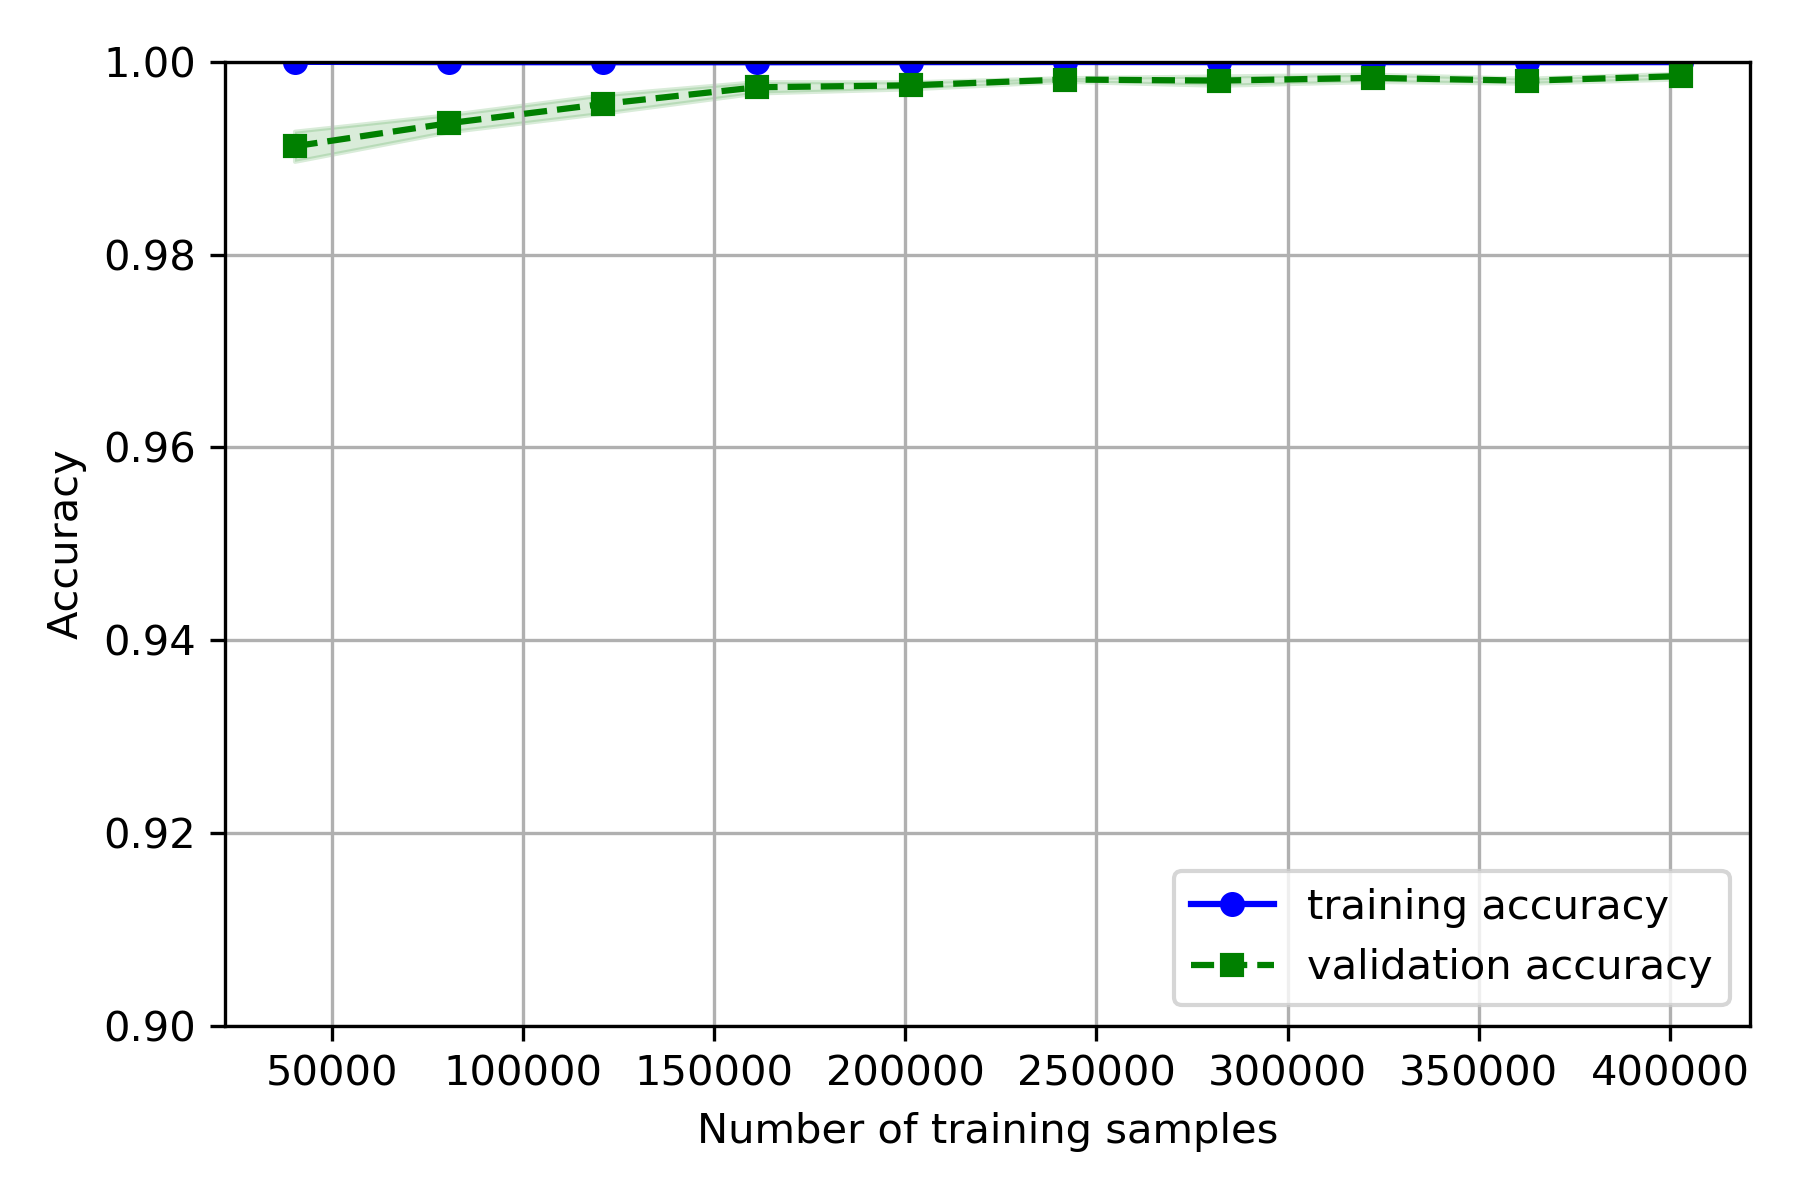 1.00
0.98
0.96
0.94
0.92
0.90
Accuracy
training accuracy
validation accuracy
50000 100000 150000 200000 250000 300000 350000 400000
Number of training samples